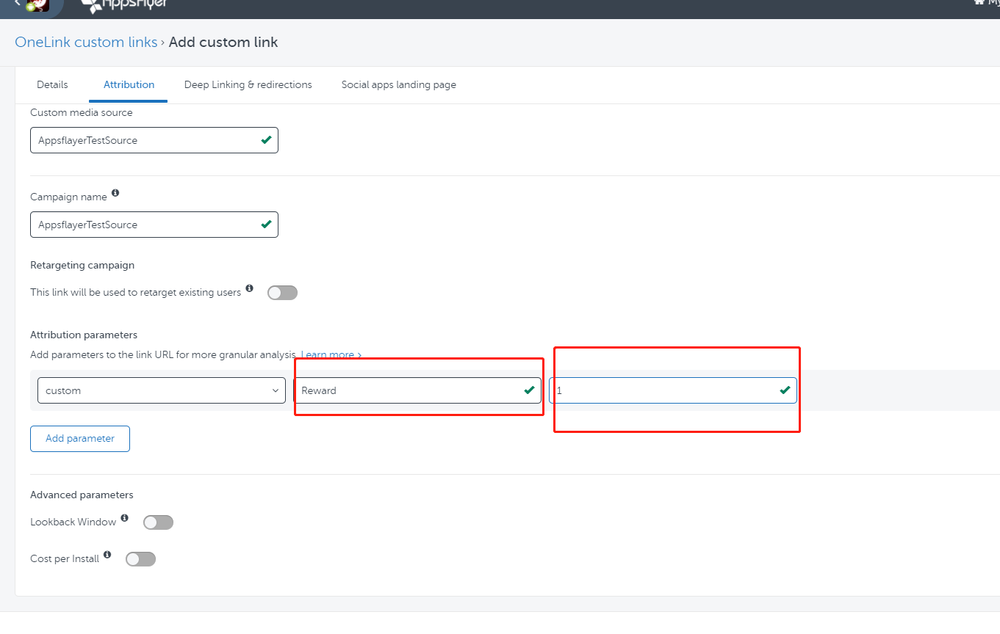 AppsFlyer
My
OneLink custom links › Add custom link
Details Attribution Deep Linking & redirections Social apps landing page
Custom media source
AppsflayerTestSource
Campaign name
AppsflayerTestSource
Retargeting campaign
This link will be used to retarget existing users
Attribution parameters
Add parameters to the link URL for more granular analysis. Learn more ›
custom Reward 1
Add parameter
Advanced parameters
Lookback Window
Cost per Install